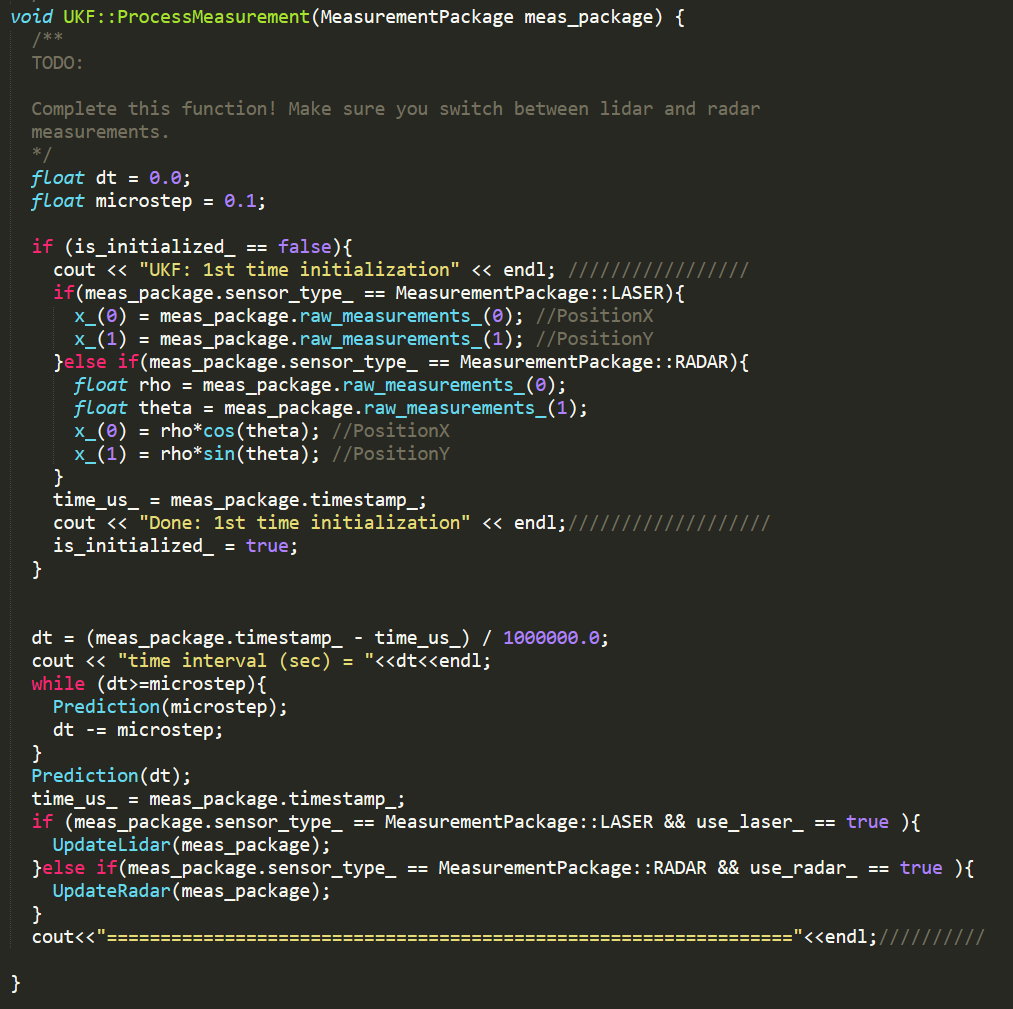 void UKF::ProcessMeasurement(MeasurementPackage meas_package) {
  /**
  TODO:

  Complete this function! Make sure you switch between lidar and radar
  measurements.
  */
  float dt = 0.0;
  float microstep = 0.1;

  if (is_initialized_ == false){
    cout << "UKF: 1st time initialization" << endl; /////////////////
    if(meas_package.sensor_type_ == MeasurementPackage::LASER){
      x_(0) = meas_package.raw_measurements_(0); //PositionX
      x_(1) = meas_package.raw_measurements_(1); //PositionY
    }else if(meas_package.sensor_type_ == MeasurementPackage::RADAR){
      float rho = meas_package.raw_measurements_(0);
      float theta = meas_package.raw_measurements_(1);
      x_(0) = rho*cos(theta); //PositionX
      x_(1) = rho*sin(theta); //PositionY
    }
    time_us_ = meas_package.timestamp_;
    cout << "Done: 1st time initialization" << endl;///////////////////
    is_initialized_ = true;
  }


  dt = (meas_package.timestamp_ - time_us_) / 1000000.0;
  cout << "time interval (sec) = "<<dt<<endl;
  while (dt>=microstep){
    Prediction(microstep);
    dt -= microstep;
  }
  Prediction(dt);
  time_us_ = meas_package.timestamp_;
  if (meas_package.sensor_type_ == MeasurementPackage::LASER && use_laser_ == true ){
    UpdateLidar(meas_package);
  }else if(meas_package.sensor_type_ == MeasurementPackage::RADAR && use_radar_ == true ){
    UpdateRadar(meas_package);
  }
  cout<<"================================================================"<<endl;//////////

}